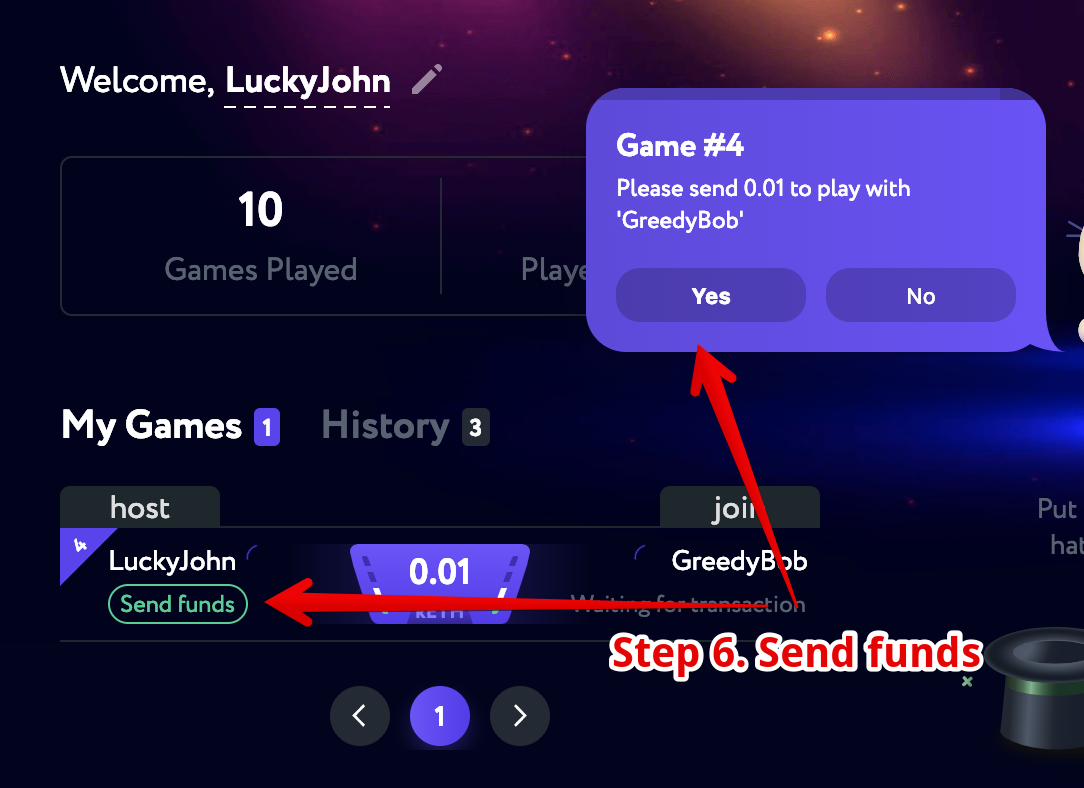 Welcome, LuckyJohn
Game #4
Please send 0.01 to play with
'GreedyBob'
Yes
No
10
Games Played
Playe
My Games 1
History 3
host
join
4
LuckyJohn
0.01
GreedyBob
Send funds
RETH
Waiting for transaction
Step 6. Send funds
Put
hat
1